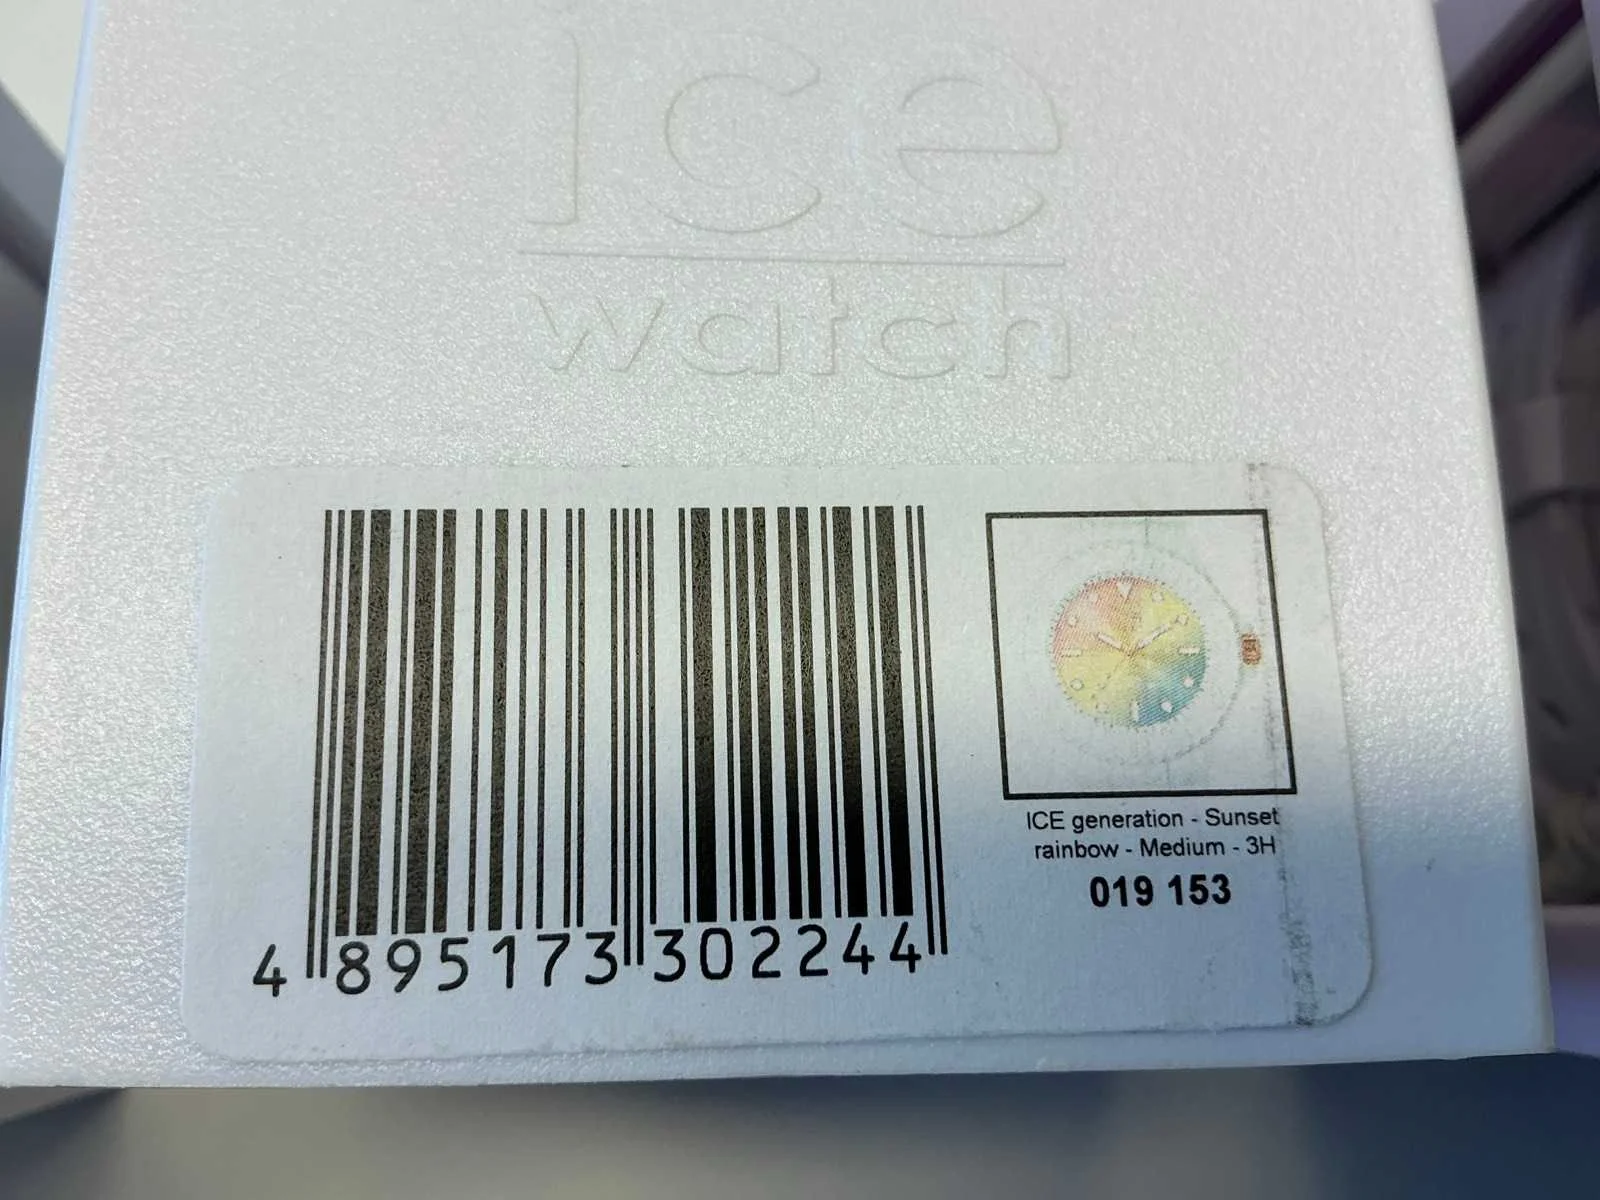 ice
watch
4 895173 302244
ICE generation - Sunset
rainbow - Medium - 3H
019 153